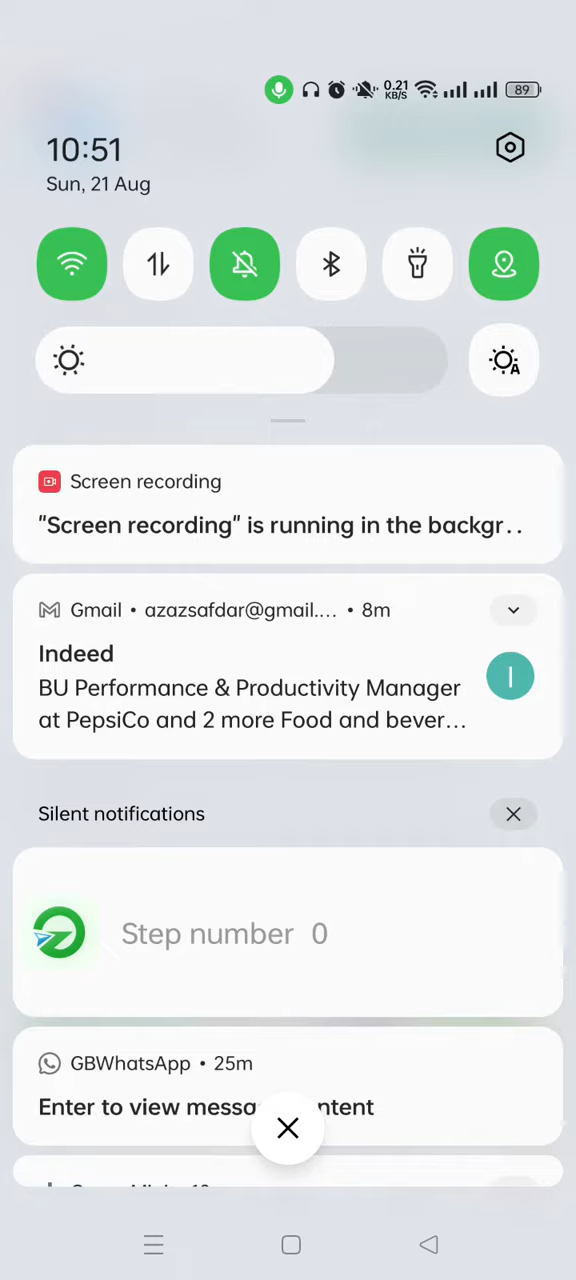 0.21
KB/S
89
10:51
Sun, 21 Aug
A
Screen recording
"Screen recording" is running in the backgr..
Gmail • azazsafdar@gmail.... • 8m
Indeed
BU Performance & Productivity Manager
at PepsiCo and 2 more Food and bever...
I
Silent notifications
Step number 0
GBWhatsApp • 25m
Enter to view messa ntent